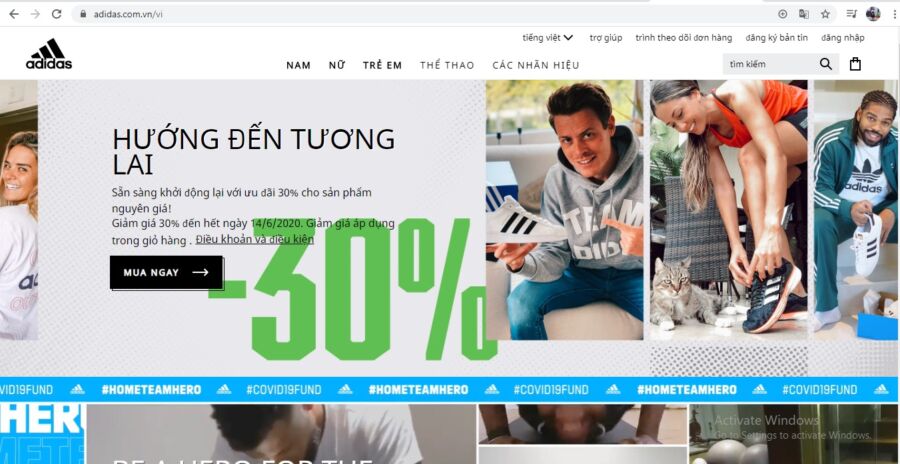 adidas.com.vn/vi
tiếng việt
trợ giúp
trình theo dõi đơn hàng
đăng ký bản tin
đăng nhập
adidas
NAM
NỮ
TRẺ EM
THỂ THAO
CÁC NHÃN HIỆU
tìm kiếm
HƯỚNG ĐẾN TƯƠNG
LAI
Sẵn sàng khởi động lại với ưu đãi 30% cho sản phẩm
nguyên giá!
Giảm giá 30% đến hết ngày 14/6/2020. Giảm giá áp dụng
trong giỏ hàng . Điều khoản và điều kiện
MUA NGAY
-30%
TEAM
adidas
VID19FUND #HOMETEAMHERO #COVID19FUND #HOMETEAMHERO #COVID19FUND #HOMETEAMHERO #COVID19FUND
HER
METE
BE A HERO FOR THE
Activate Windows
Go to Settings to activate Windows.